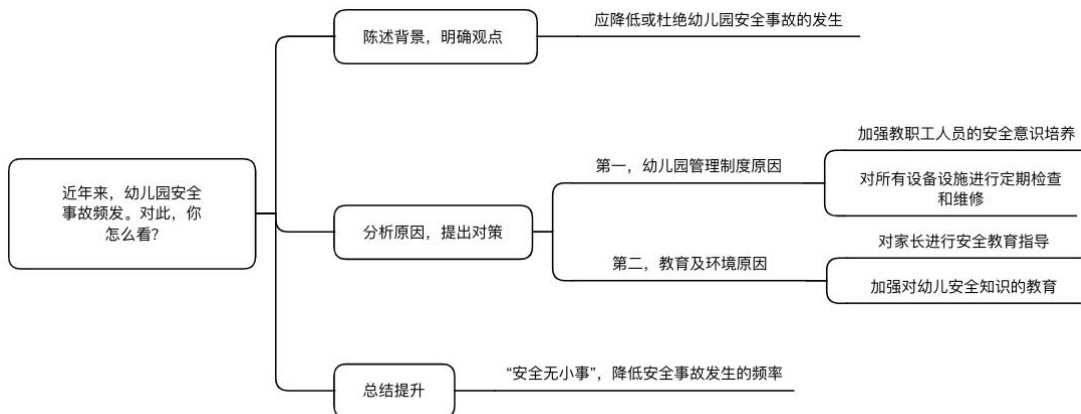 近年来，幼儿园安全
事故频发。对此，你
怎么看？
陈述背景，明确观点
应降低或杜绝幼儿园安全事故的发生
分析原因，提出对策
第一，幼儿园管理制度原因
加强教职工人员的安全意识培养
对所有设备设施进行定期检查
和维修
第二，教育及环境原因
对家长进行安全教育指导
加强对幼儿安全知识的教育
总结提升
“安全无小事”，降低安全事故发生的频率